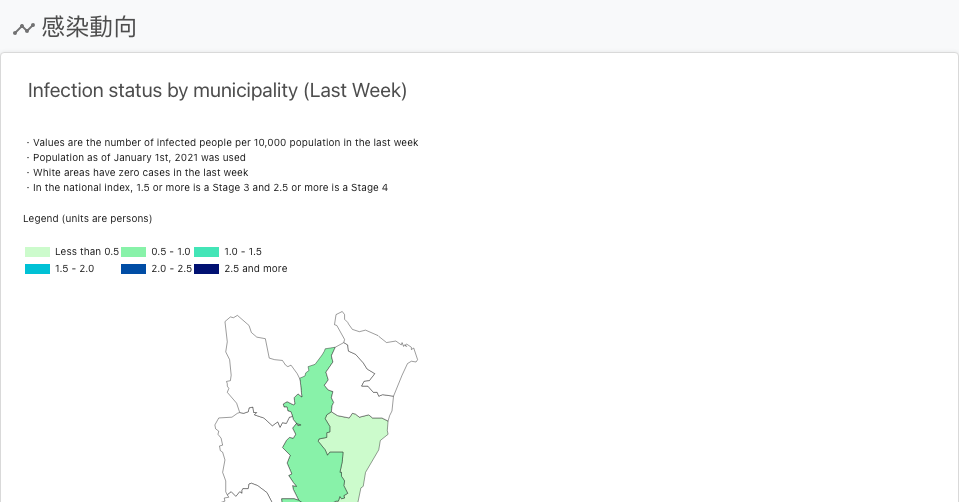 感染動向
Infection status by municipality (Last Week)
· Values are the number of infected people per 10,000 population in the last week
· Population as of January 1st, 2021 was used
· White areas have zero cases in the last week
· In the national index, 1.5 or more is a Stage 3 and 2.5 or more is a Stage 4
Legend (units are persons)
Less than 0.5 0.5 - 1.0 1.0 - 1.5
1.5 - 2.0 2.0 - 2.5 2.5 and more